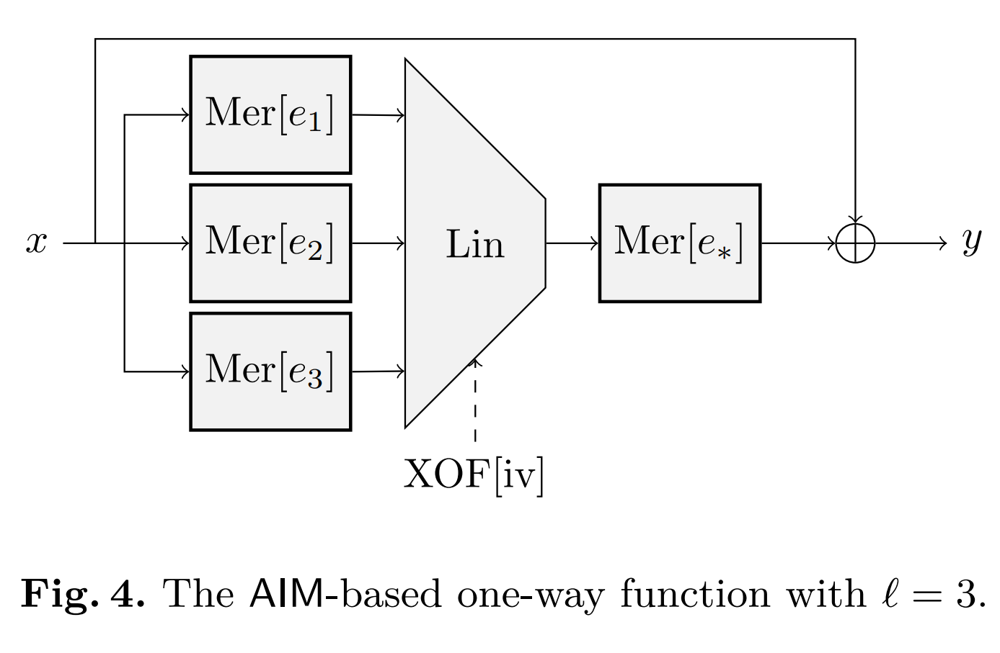 Mer[e₁]
x Mer[e₂] Lin Mer[e∗] y
Mer[e₃]
XOF[iv]
Fig. 4. The AIM-based one-way function with ℓ = 3.